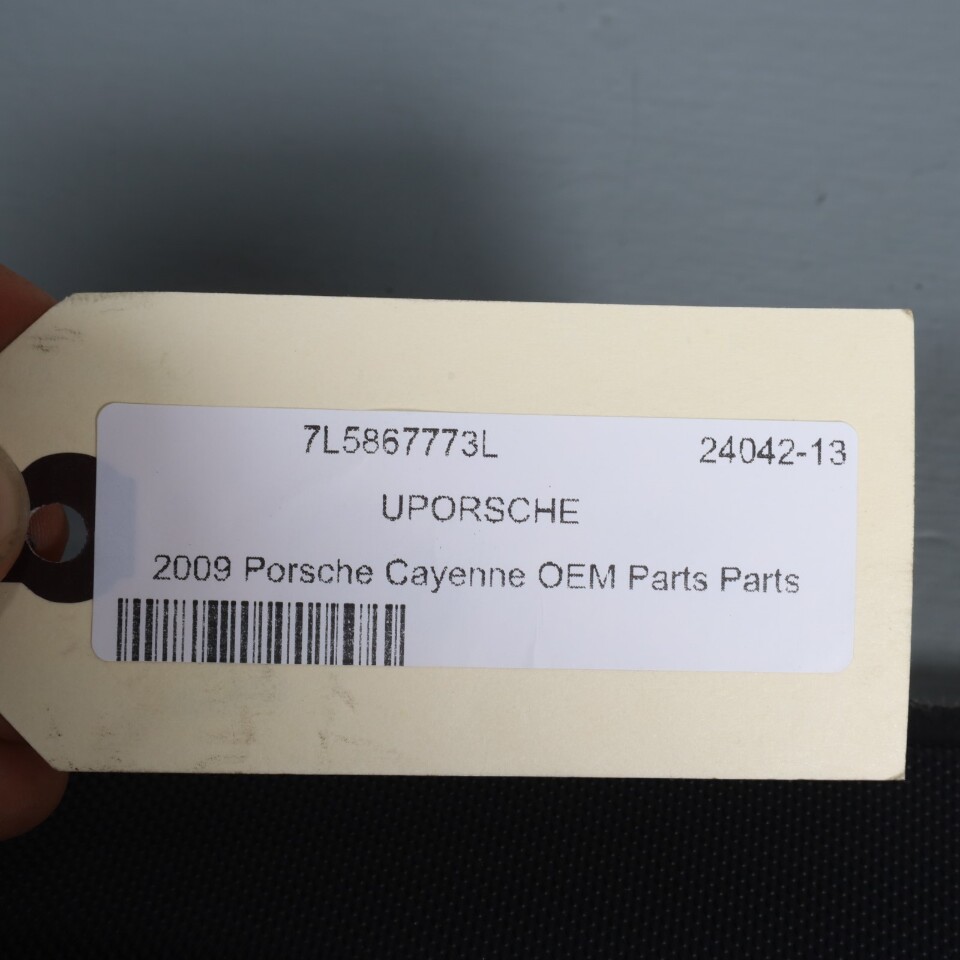 7L5867773L 24042-13
UPORSCHE
2009 Porsche Cayenne OEM Parts Parts